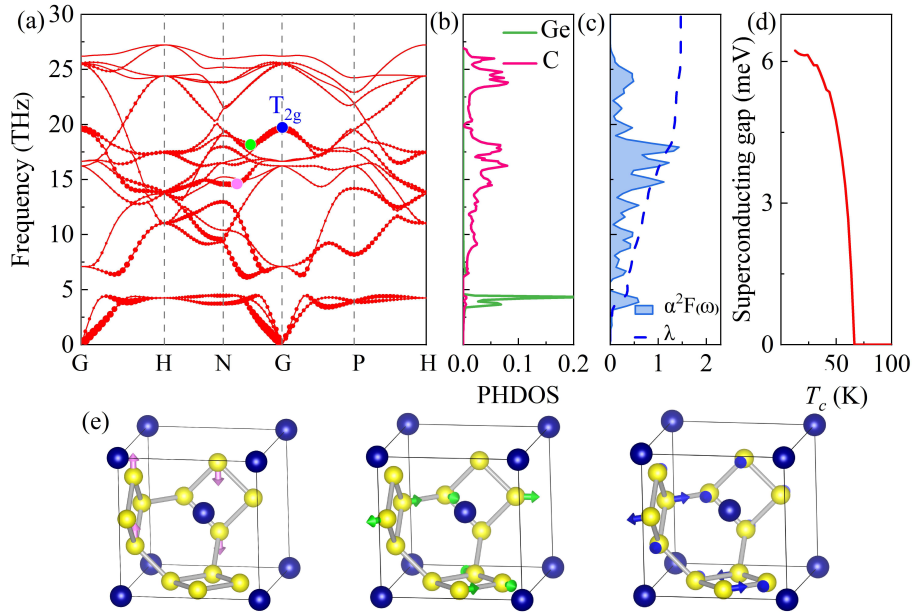 (a)
30
25
20
15
10
5
0
Frequency (THz)
T2g
G H N G P H
(b)
Ge
C
0.0 0.1 0.2
PHDOS
(c)
α²F(ω)
λ
0 1 2
(d)
6
3
0
Superconducting gap (meV)
50 100
Tc (K)
(e)